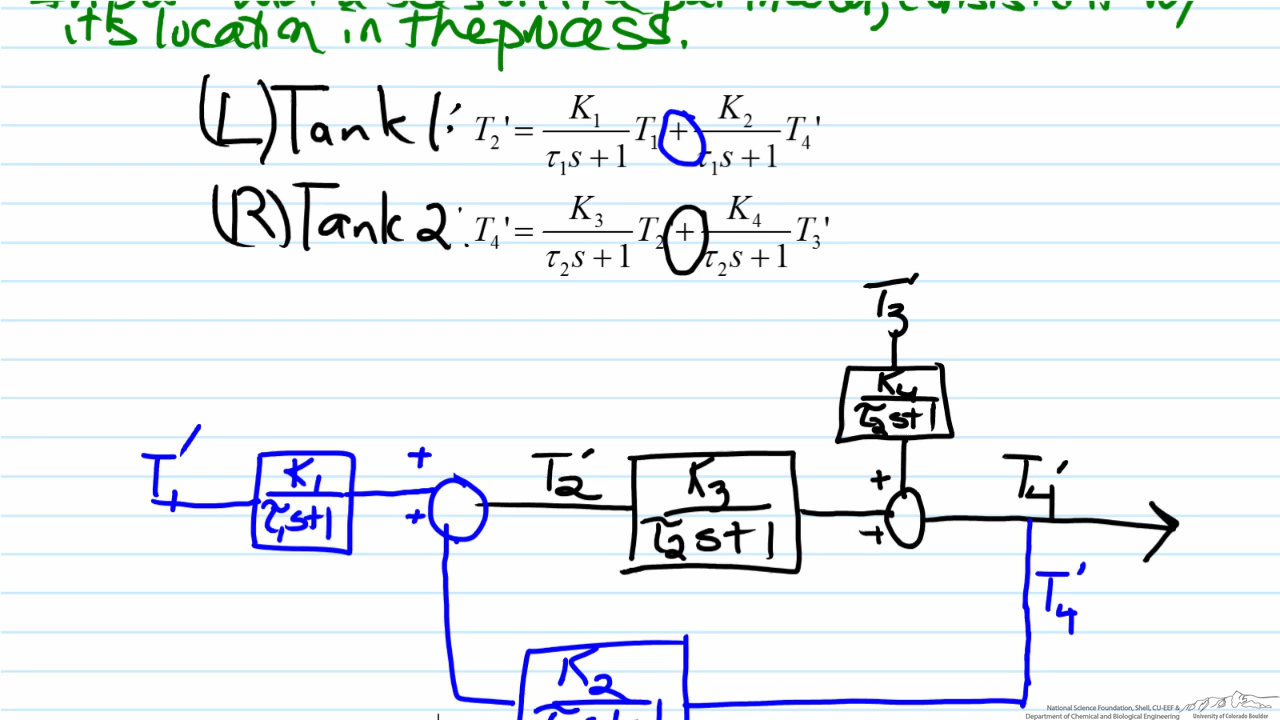 its location in the process.
(L) Tank 1: T₂' = K₁/(τ₁s+1) T₁ + K₂/(τ₁s+1) T₄'
(R) Tank 2: T₄' = K₃/(τ₂s+1) T₂ + K₄/(τ₂s+1) T₃'
T₃'
K₄/(τ₂s+1)
T₁' K₁/(τ₁s+1) + + T₂' K₃/(τ₂s+1) + + T₄'
T₄'
K₂
National Science Foundation, Shell, CU-EEF &
Department of Chemical and Biological Engineering University of Colorado Boulder